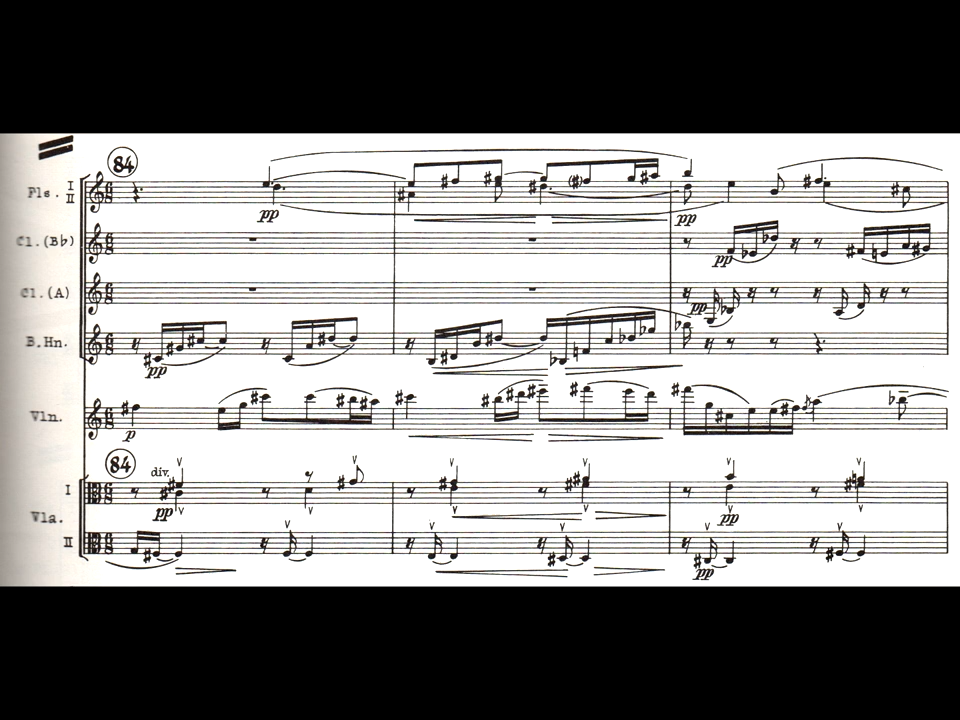 84
Fls. I
II
pp
pp
Cl.(B♭)
pp
Cl.(A)
pp
B.Hn.
pp
Vln.
p
84
div.
Vla. I
pp
pp
II
pp